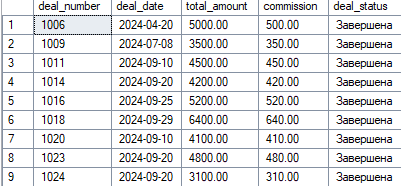 deal_number deal_date total_amount commission deal_status
1 1006 2024-04-20 5000.00 500.00 Завершена
2 1009 2024-07-08 3500.00 350.00 Завершена
3 1011 2024-09-10 4500.00 450.00 Завершена
4 1014 2024-09-20 4200.00 420.00 Завершена
5 1016 2024-09-25 5200.00 520.00 Завершена
6 1018 2024-09-29 6400.00 640.00 Завершена
7 1020 2024-09-10 4100.00 410.00 Завершена
8 1023 2024-09-20 4800.00 480.00 Завершена
9 1024 2024-09-20 3100.00 310.00 Завершена